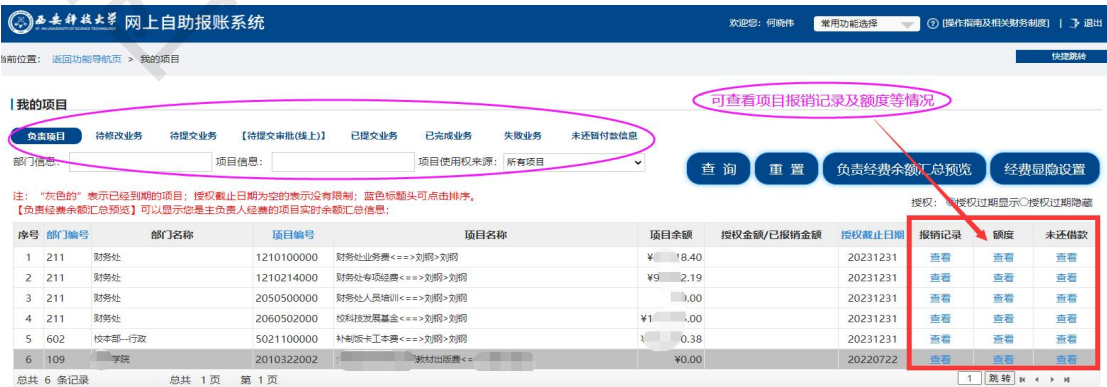 西安科技大学 网上自助报账系统 欢迎您：何晓伟 常用功能选择 [操作指南及相关财务制度] | 退出
当前位置： 返回功能导航页 > 我的项目 快捷跳转
我的项目 可查看项目报销记录及额度等情况
负责项目 待修改业务 待提交业务 【待提交审批(线上)】 已提交业务 已完成业务 失败业务 未还暂付款信息
部门信息： 项目信息： 项目使用权来源： 所有项目 查 询 重 置 负责经费余额汇总预览 经费显隐设置
注： “灰色的”表示已经到期的项目；授权截止日期为空的表示没有限制；蓝色标题头可点击排序。
【负责经费余额汇总预览】可以显示您是主负责人经费的项目实时余额汇总信息； 授权： 授权过期显示 授权过期隐藏
序号 部门编号 部门名称 项目编号 项目名称 项目余额 授权金额/已报销金额 授权截止日期 报销记录 额度 未还借款
1 211 财务处 1210100000 财务处业务费<==>刘纲>刘纲 ¥ 8.40 20231231 查看 查看 查看
2 211 财务处 1210214000 财务处专项经费<==>刘纲>刘纲 ¥9 2.19 20231231 查看 查看 查看
3 211 财务处 2050500000 财务处人员培训<==>刘纲>刘纲 .00 20231231 查看 查看 查看
4 211 财务处 2060502000 校科技发展基金<==>刘纲>刘纲 ¥1 .00 20231231 查看 查看 查看
5 602 校本部--行政 5021100000 补制饭卡工本费<==>刘纲>刘纲 0.38 20231231 查看 查看 查看
6 109 学院 2010322002 教材出版费<= ¥0.00 20220722 查看 查看 查看
总共 6 条记录 总共 1页 第 1页 1 跳 转